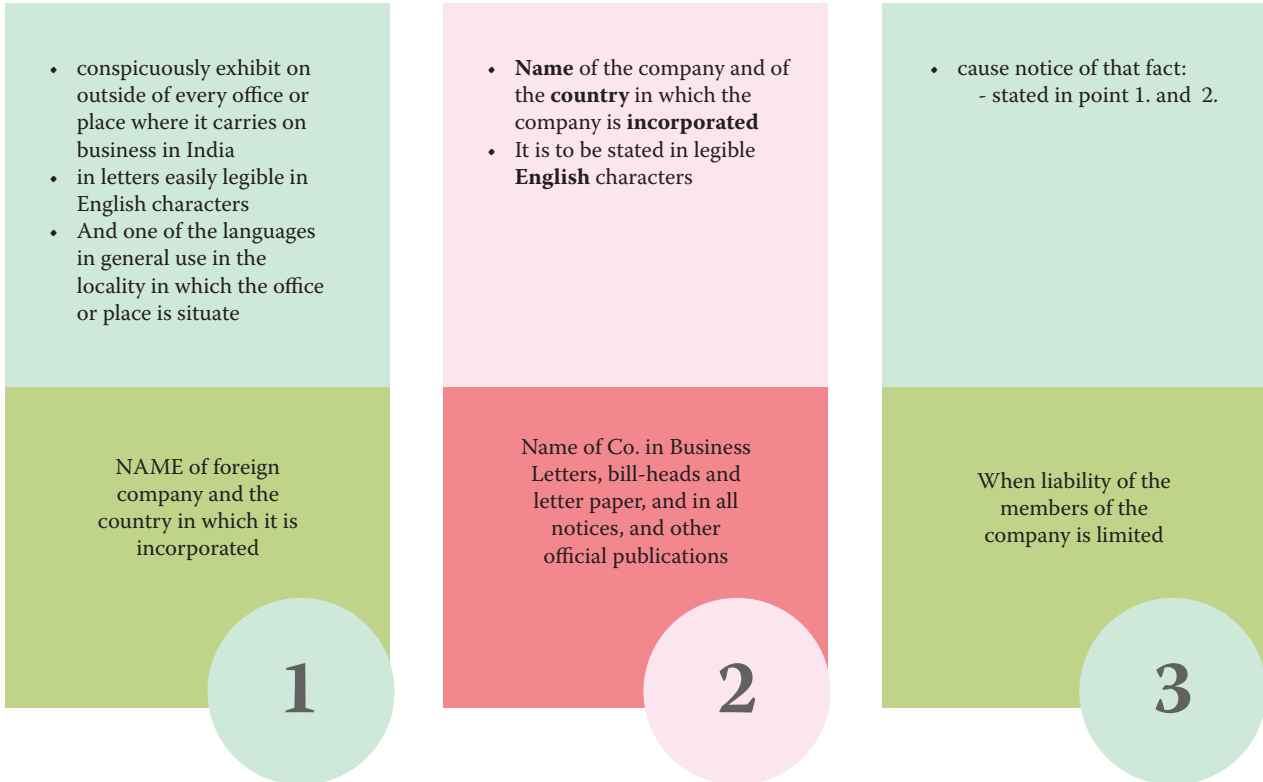 • conspicuously exhibit on
outside of every office or
place where it carries on
business in India
• in letters easily legible in
English characters
• And one of the languages
in general use in the
locality in which the office
or place is situate
NAME of foreign
company and the
country in which it is
incorporated
1
• Name of the company and of
the country in which the
company is incorporated
• It is to be stated in legible
English characters
Name of Co. in Business
Letters, bill-heads and
letter paper, and in all
notices, and other
official publications
2
• cause notice of that fact:
- stated in point 1. and 2.
When liability of the
members of the
company is limited
3